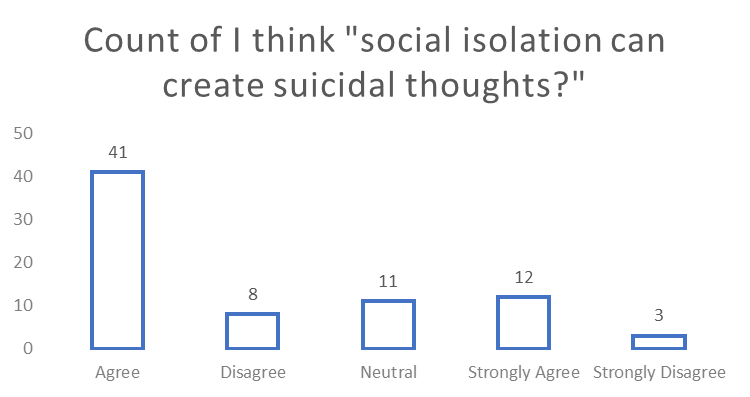 Count of I think "social isolation can
create suicidal thoughts?"
50
40
30
20
10
0
41
8
11
12
3
Agree
Disagree
Neutral
Strongly Agree
Strongly Disagree